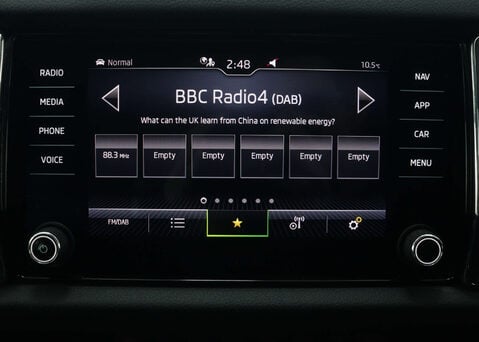 Normal 2:48 10.5°C
RADIO
MEDIA
PHONE
VOICE
BBC Radio4 (DAB)
What can the UK learn from China on renewable energy?
88.3 MHz Empty Empty Empty Empty Empty
FM/DAB
NAV
APP
CAR
MENU